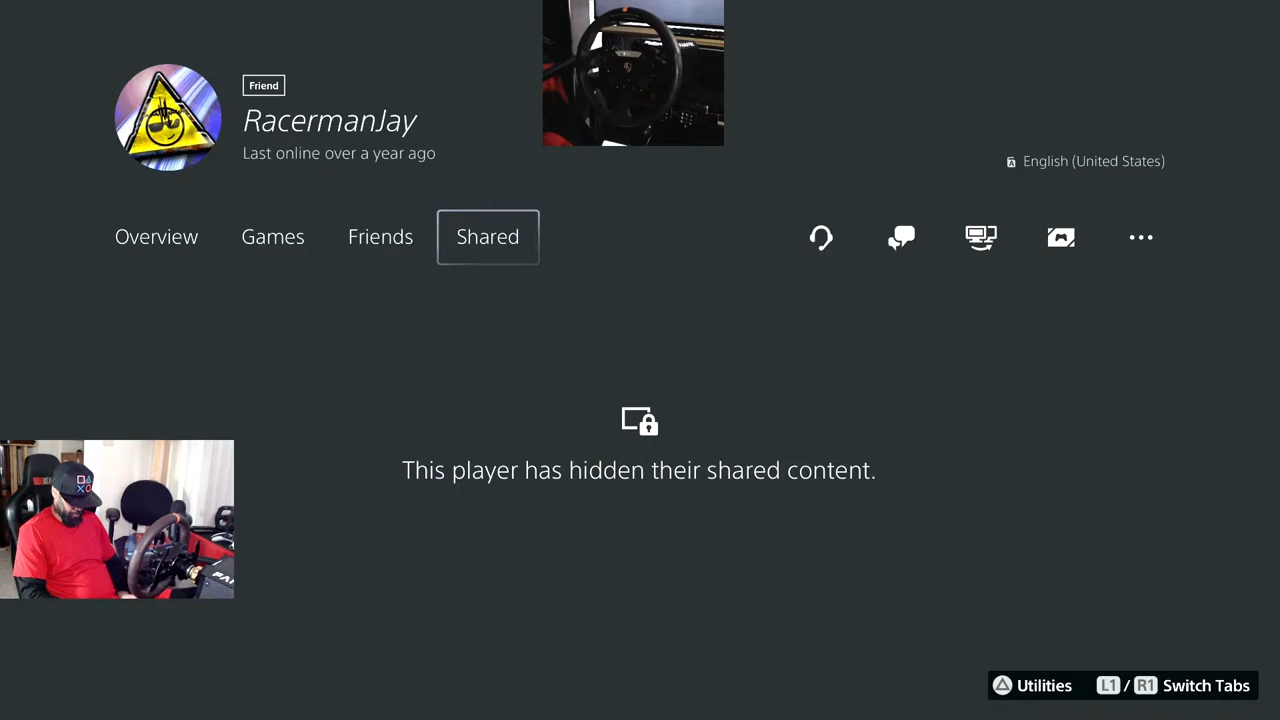 Friend
RacermanJay
Last online over a year ago
English (United States)
Overview
Games
Friends
Shared
This player has hidden their shared content.
Utilities
L1 / R1 Switch Tabs